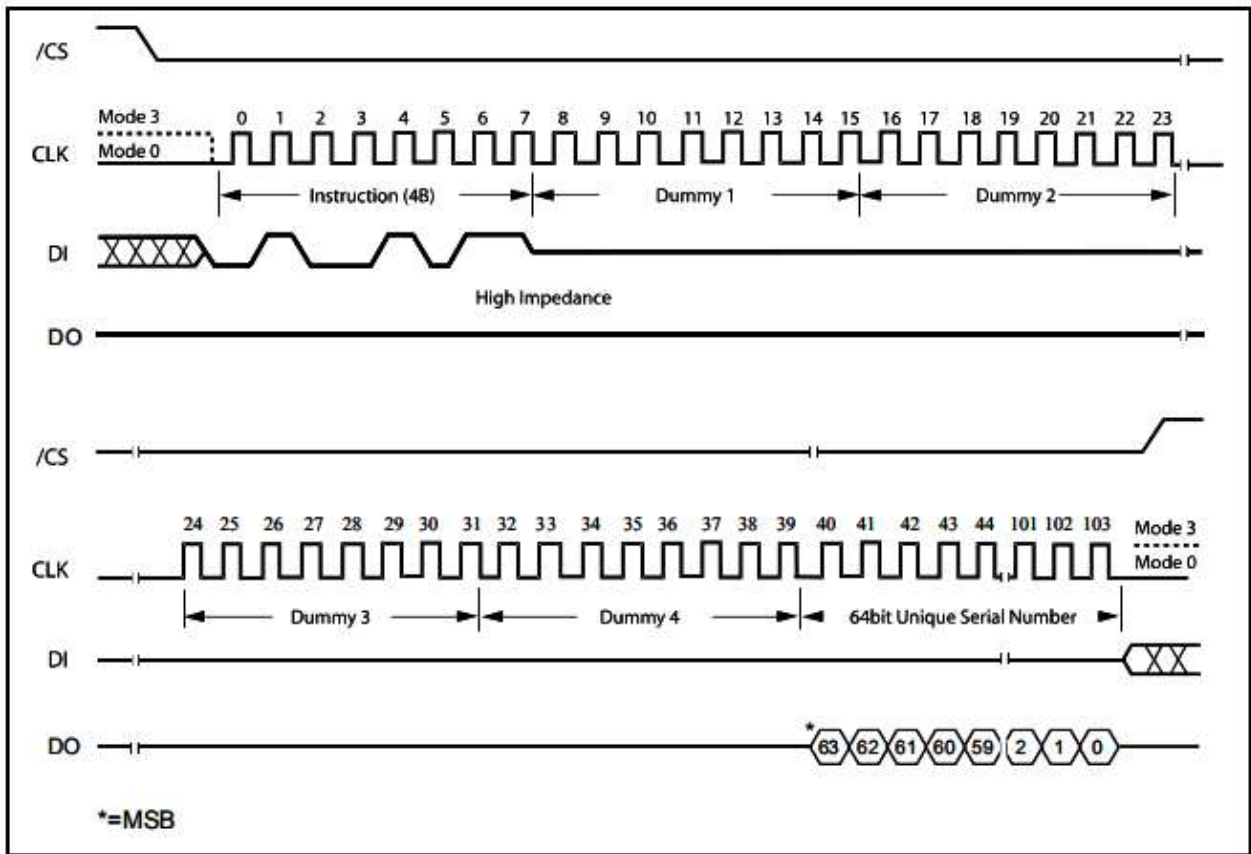 /CS
Mode 3
0 1 2 3 4 5 6 7 8 9 10 11 12 13 14 15 16 17 18 19 20 21 22 23
CLK
Mode 0
Instruction (4B) Dummy 1 Dummy 2
DI
High Impedance
DO
/CS
24 25 26 27 28 29 30 31 32 33 34 35 36 37 38 39 40 41 42 43 44 101 102 103
Mode 3
CLK
Mode 0
Dummy 3 Dummy 4 64bit Unique Serial Number
DI
*
DO 63 62 61 60 59 2 1 0
*=MSB